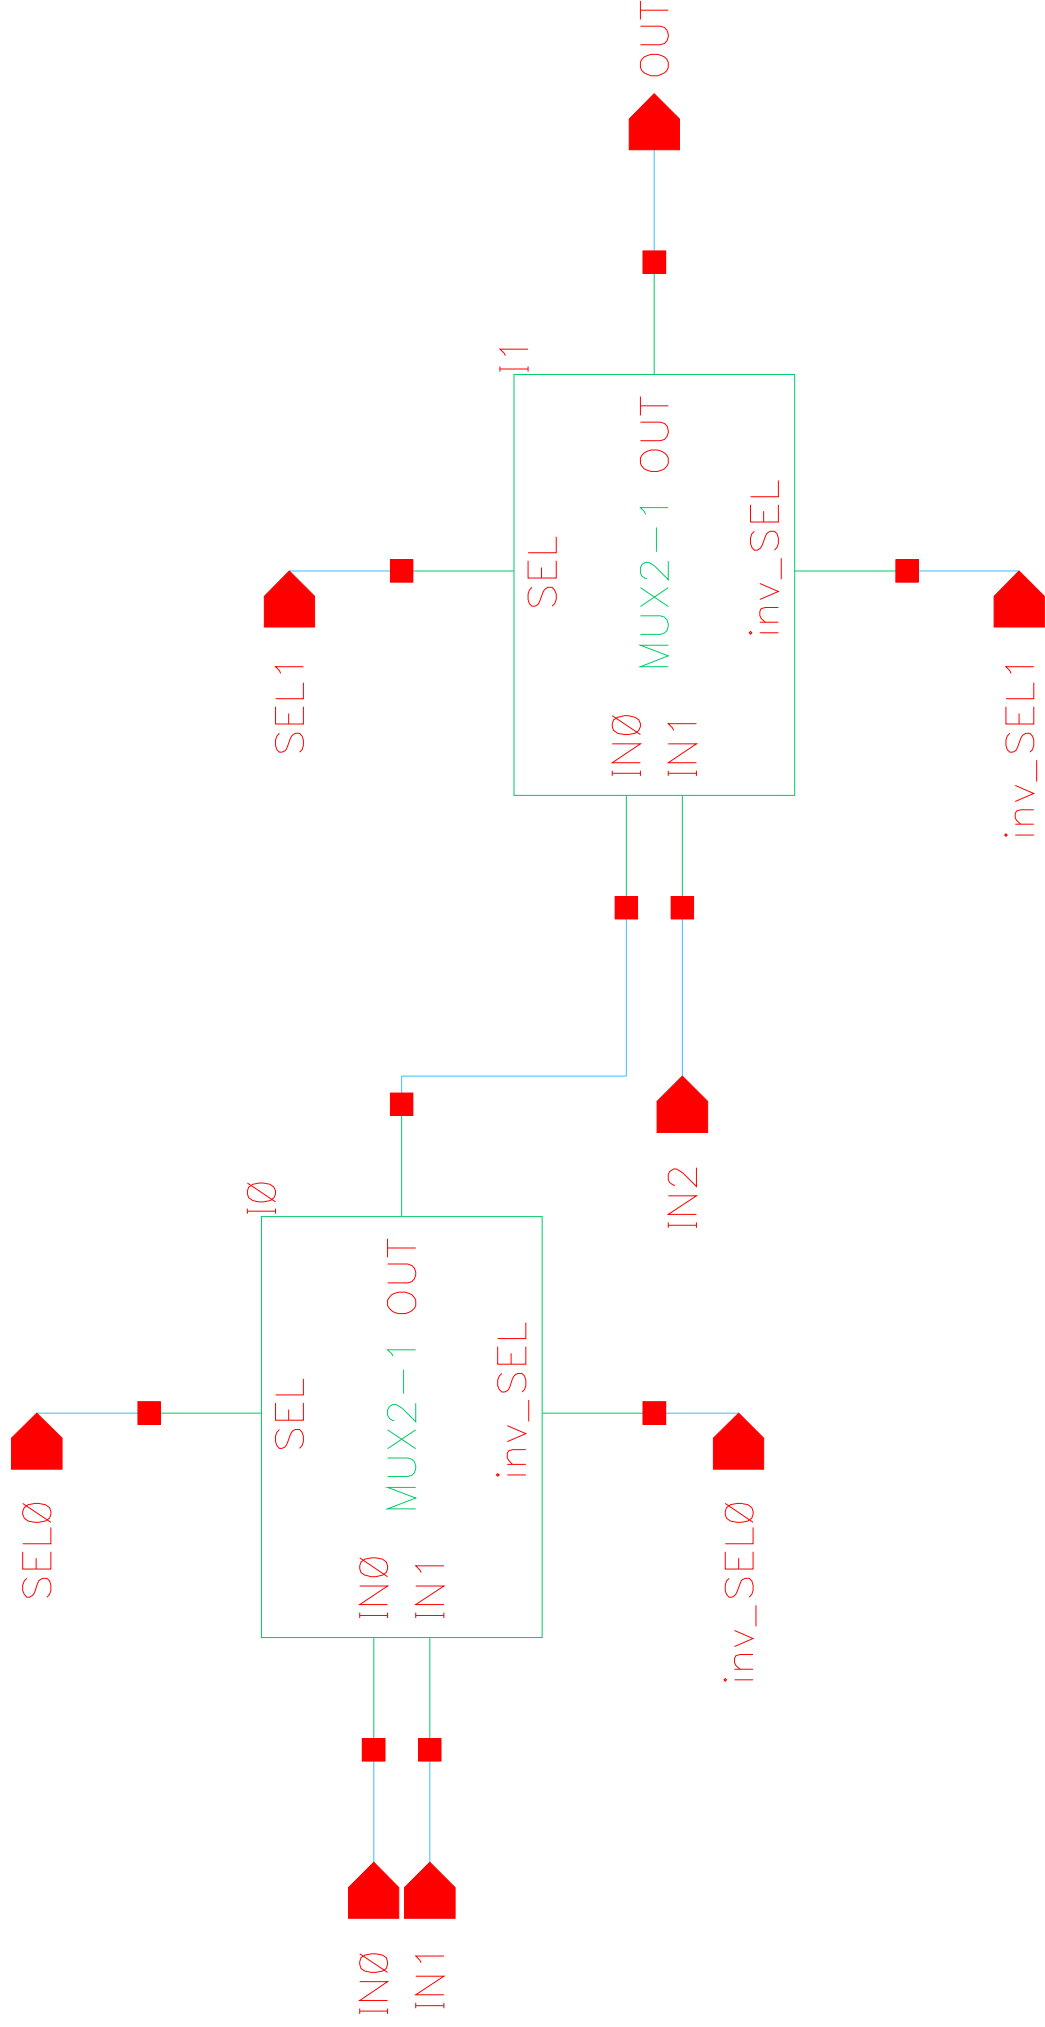 OUT
I1
SEL
MUX2-1
OUT
inv_SEL
IN0
IN1
SEL1
inv_SEL1
IN2
I0
SEL
MUX2-1
OUT
inv_SEL
IN0
IN1
SEL0
inv_SEL0
IN0
IN1